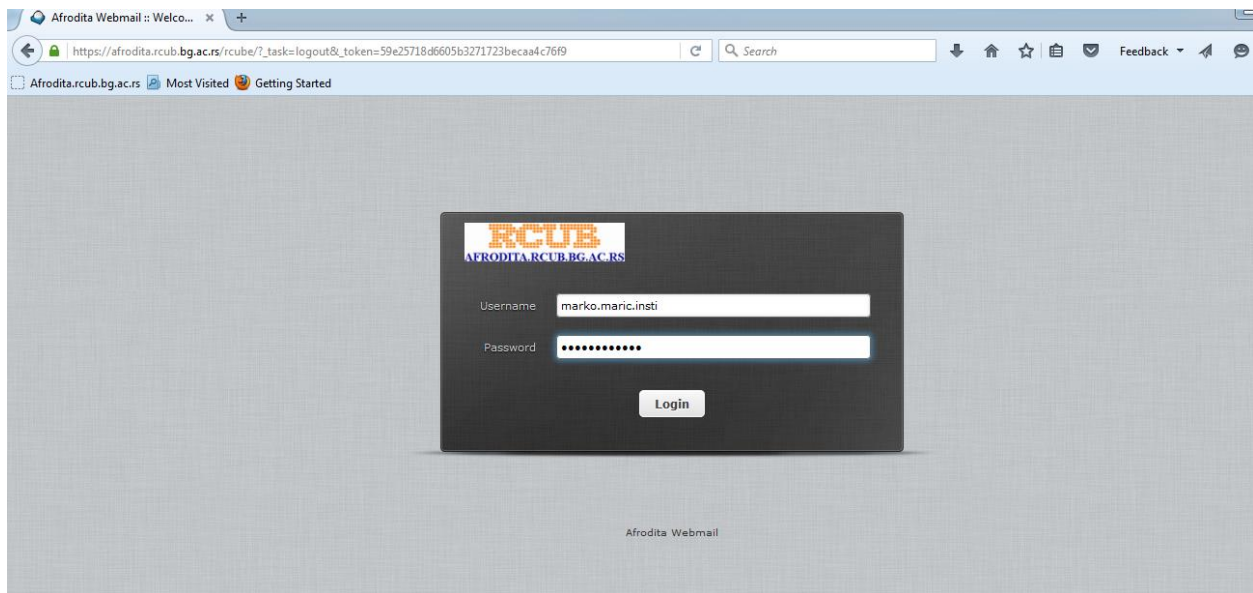 Afrodita Webmail :: Welco...
https://afrodita.rcub.bg.ac.rs/rcube/?_task=logout&_token=59e25718d6605b3271723becaa4c76f9
Search
Feedback
Afrodita.rcub.bg.ac.rs Most Visited Getting Started
RCUB
AFRODITA.RCUB.BG.AC.RS
Username marko.maric.insti
Password ••••••••••••
Login
Afrodita Webmail